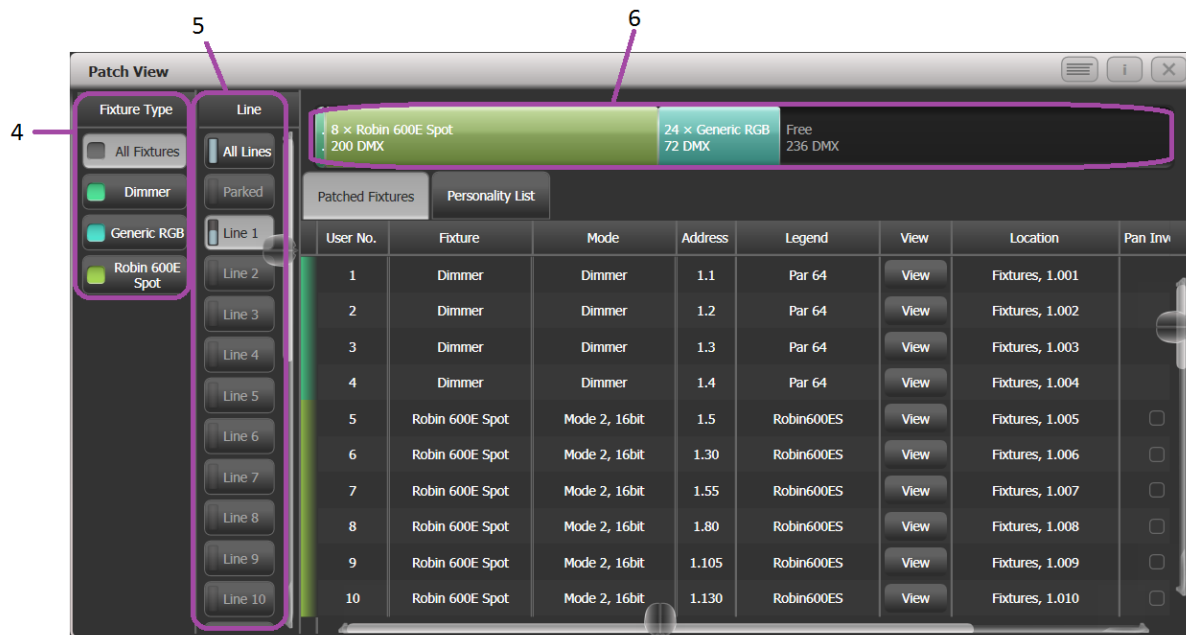 6
5
4
Patch View
i
Fixture Type
Line
All Fixtures
Dimmer
Generic RGB
Robin 600E
Spot
All Lines
Parked
Line 1
Line 2
Line 3
Line 4
Line 5
Line 6
Line 7
Line 8
Line 9
Line 10
8 × Robin 600E Spot
200 DMX
24 × Generic RGB
72 DMX
Free
236 DMX
Patched Fixtures
Personality List
User No. Fixture Mode Address Legend View Location Pan Inv
1 Dimmer Dimmer 1.1 Par 64 View Fixtures, 1.001
2 Dimmer Dimmer 1.2 Par 64 View Fixtures, 1.002
3 Dimmer Dimmer 1.3 Par 64 View Fixtures, 1.003
4 Dimmer Dimmer 1.4 Par 64 View Fixtures, 1.004
5 Robin 600E Spot Mode 2, 16bit 1.5 Robin600ES View Fixtures, 1.005
6 Robin 600E Spot Mode 2, 16bit 1.30 Robin600ES View Fixtures, 1.006
7 Robin 600E Spot Mode 2, 16bit 1.55 Robin600ES View Fixtures, 1.007
8 Robin 600E Spot Mode 2, 16bit 1.80 Robin600ES View Fixtures, 1.008
9 Robin 600E Spot Mode 2, 16bit 1.105 Robin600ES View Fixtures, 1.009
10 Robin 600E Spot Mode 2, 16bit 1.130 Robin600ES View Fixtures, 1.010